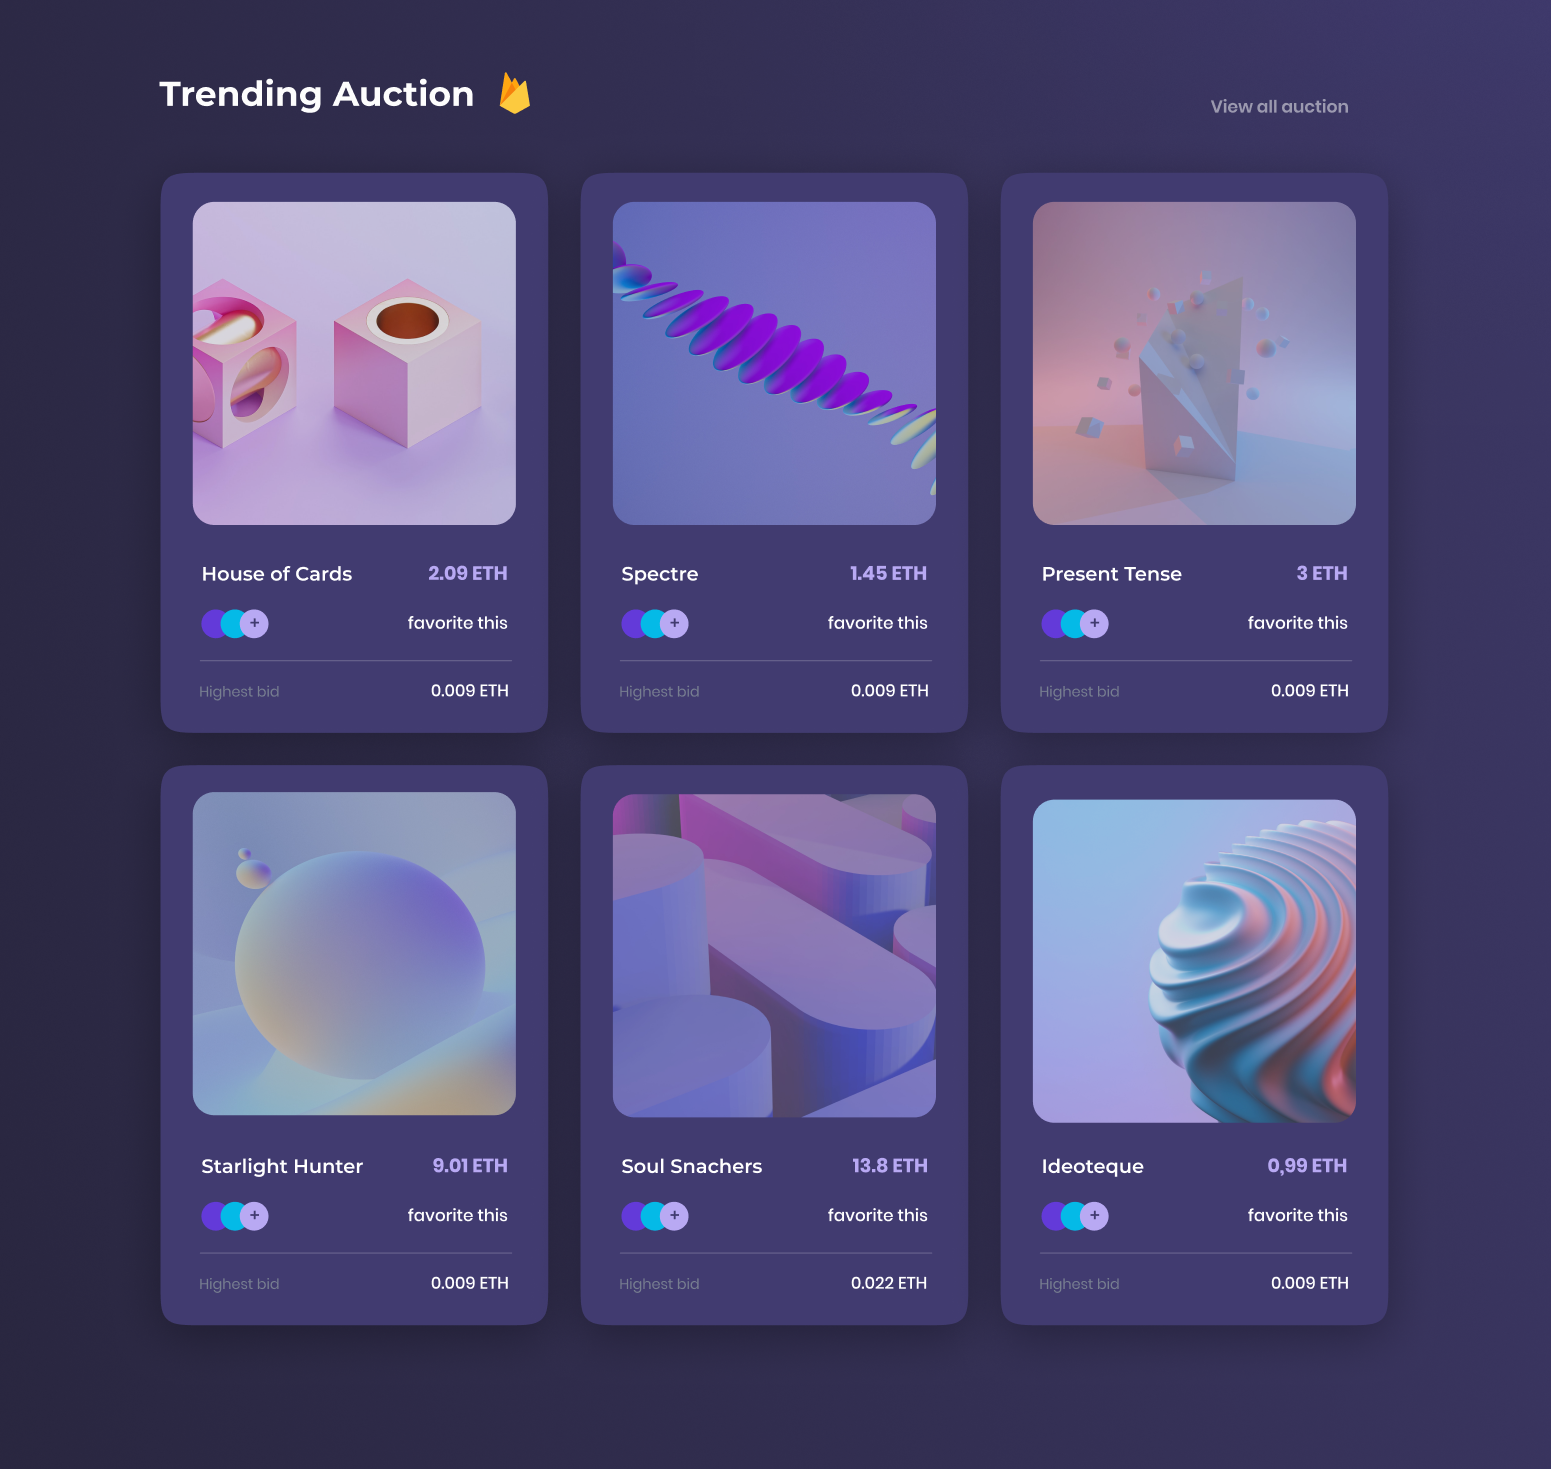 Trending Auction
View all auction
House of Cards 2.09 ETH
+ favorite this
Highest bid 0.009 ETH
Spectre 1.45 ETH
+ favorite this
Highest bid 0.009 ETH
Present Tense 3 ETH
+ favorite this
Highest bid 0.009 ETH
Starlight Hunter 9.01 ETH
+ favorite this
Highest bid 0.009 ETH
Soul Snachers 13.8 ETH
+ favorite this
Highest bid 0.022 ETH
Ideoteque 0,99 ETH
+ favorite this
Highest bid 0.009 ETH